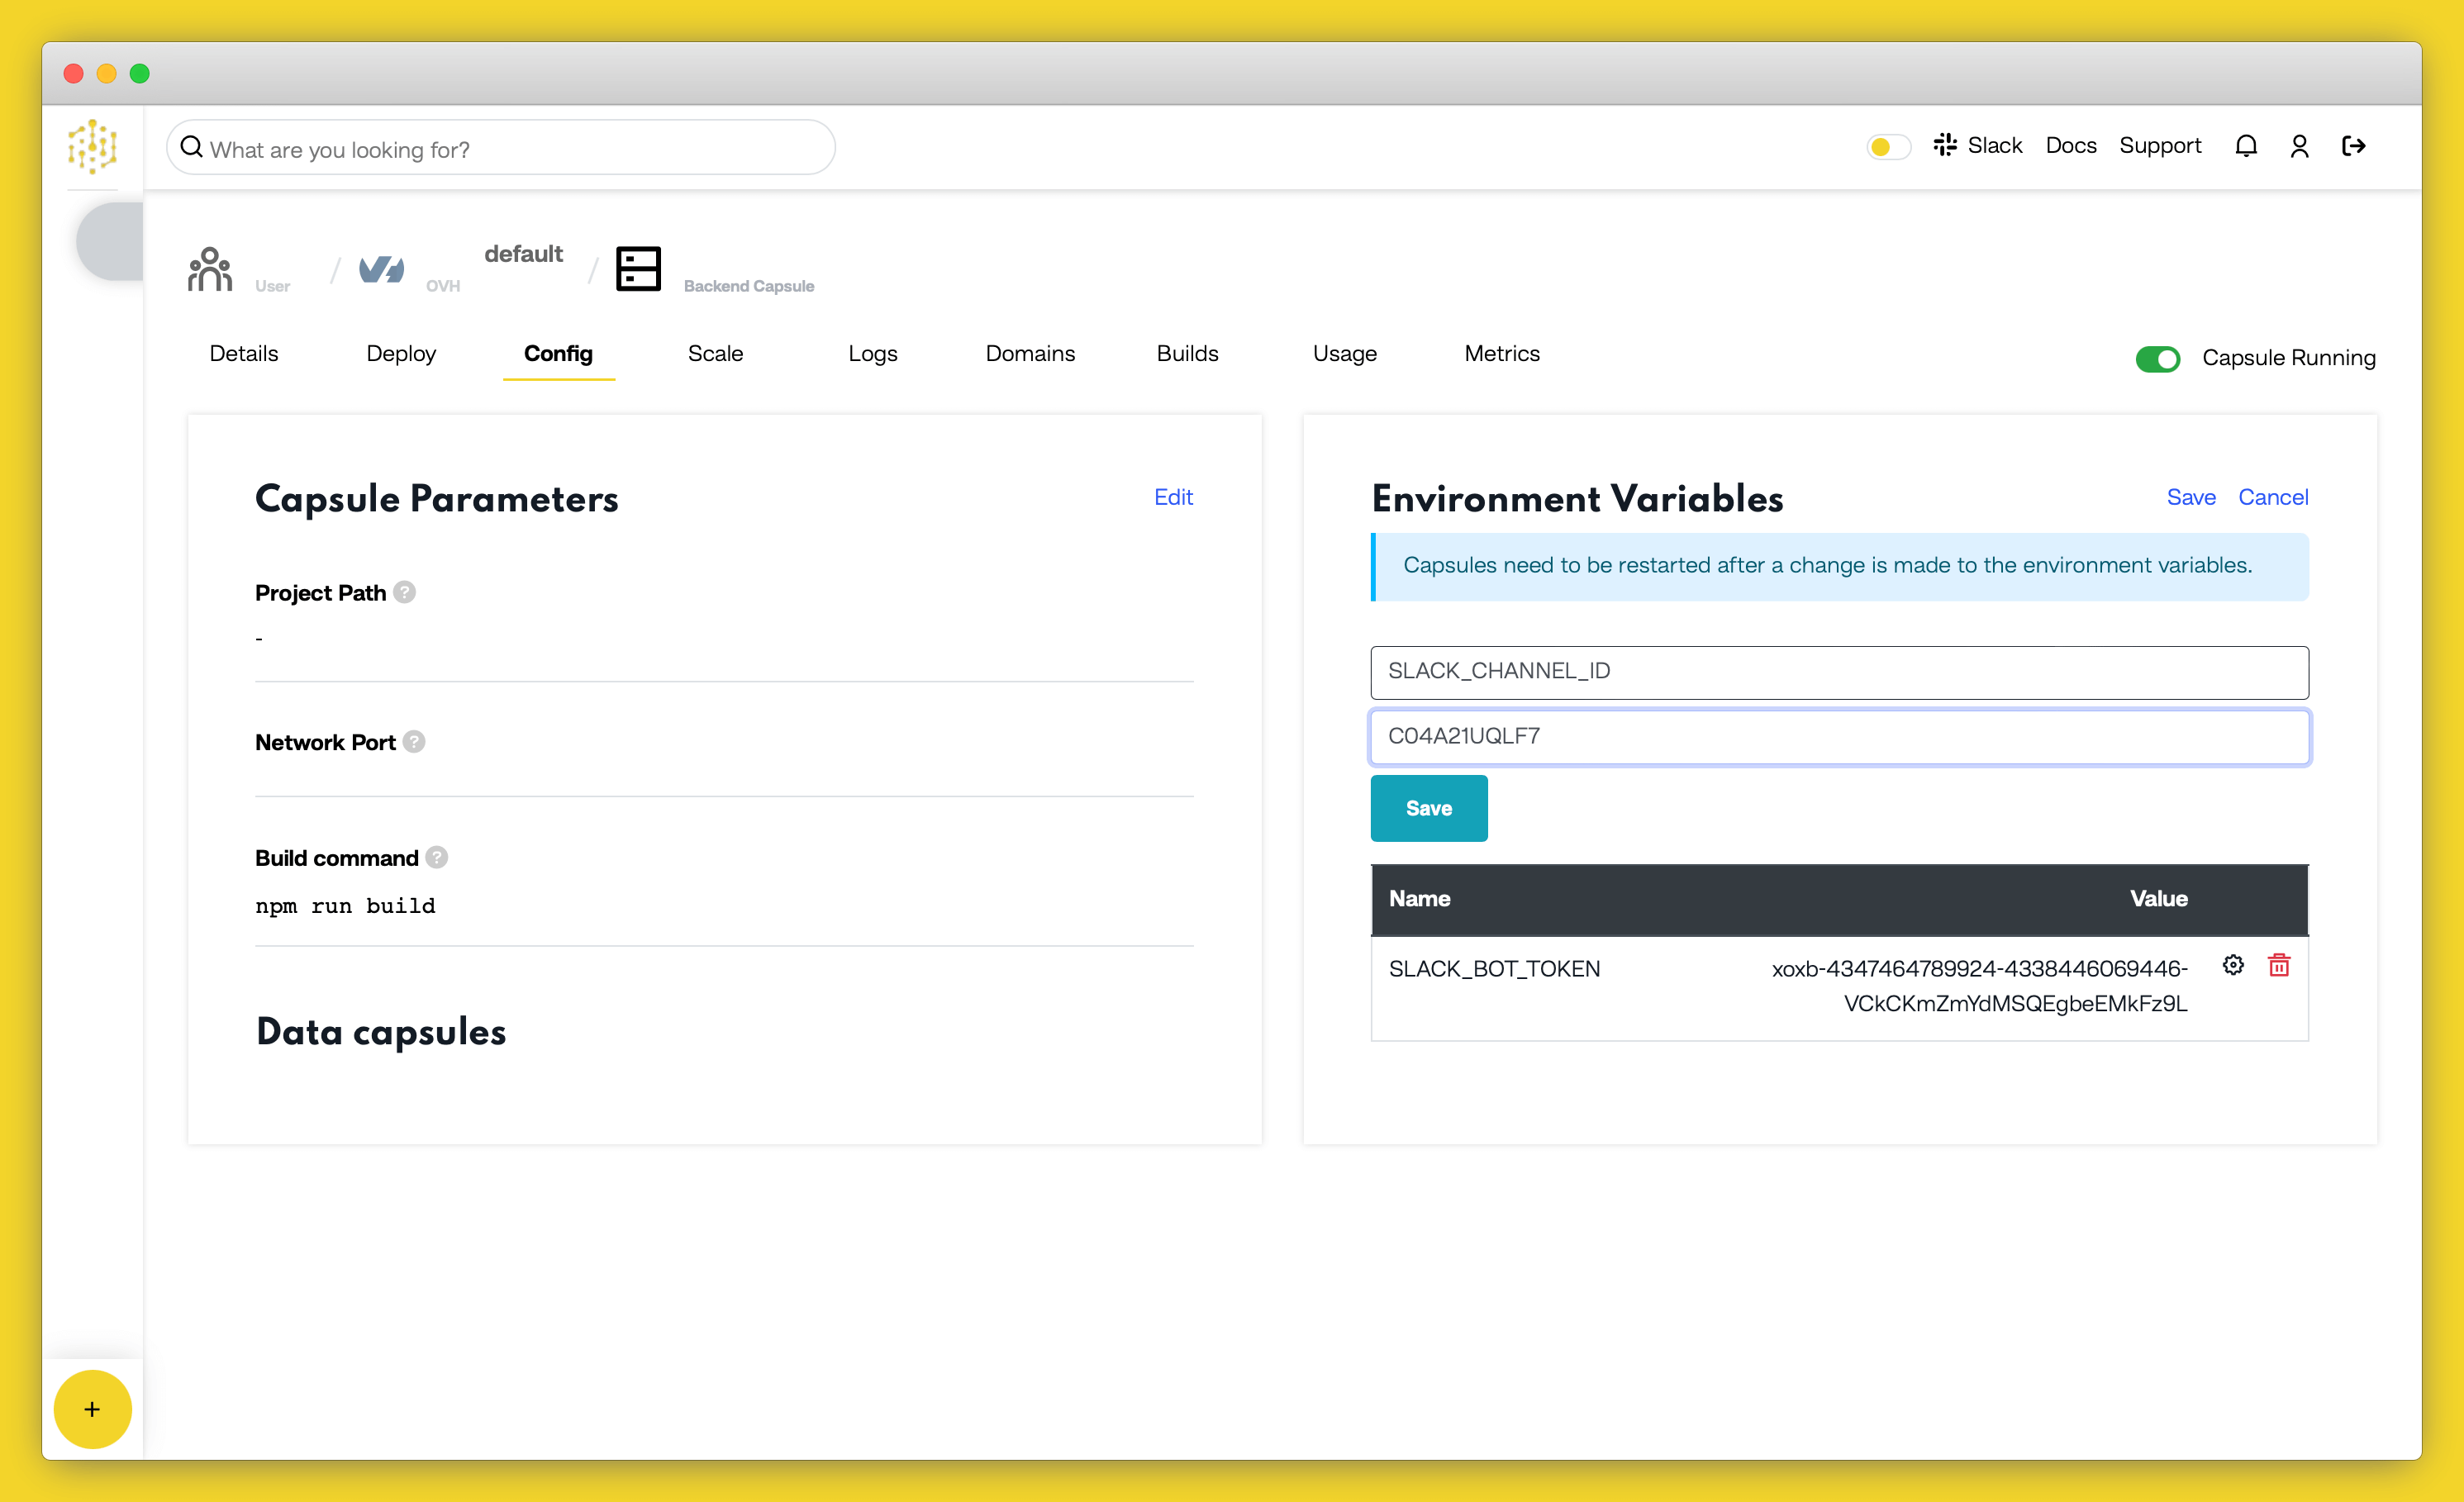 What are you looking for?
Slack Docs Support
User / OVH default / Backend Capsule
Details Deploy Config Scale Logs Domains Builds Usage Metrics Capsule Running
Capsule Parameters Edit
Project Path ?
-
Network Port ?
Build command ?
npm run build
Data capsules
Environment Variables Save Cancel
Capsules need to be restarted after a change is made to the environment variables.
SLACK_CHANNEL_ID
C04A21UQLF7
Save
Name Value
SLACK_BOT_TOKEN xoxb-4347464789924-4338446069446-
VCkCKmZmYdMSQEgbeEMkFz9L
+